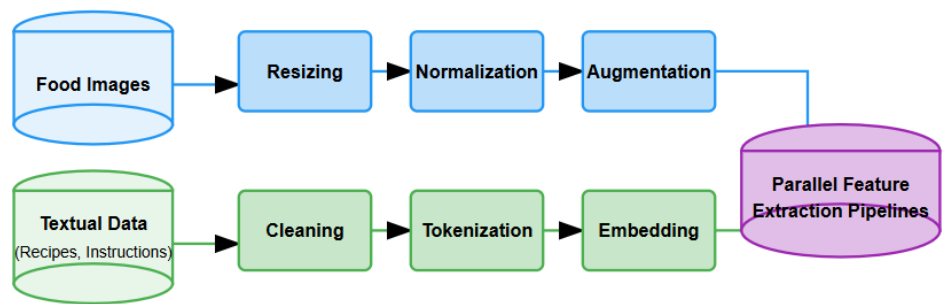 Food Images
Resizing
Normalization
Augmentation
Parallel Feature
Extraction Pipelines
Textual Data
(Recipes, Instructions)
Cleaning
Tokenization
Embedding